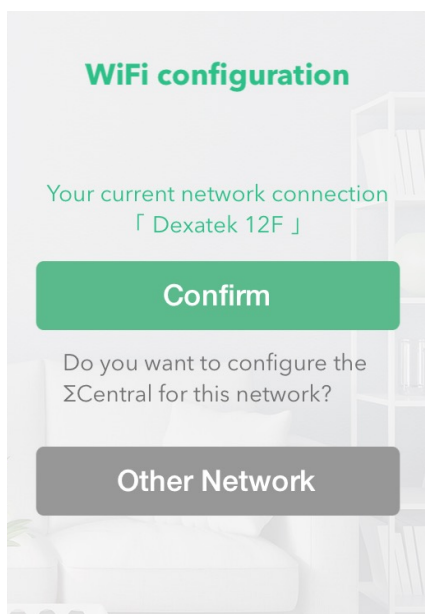 WiFi configuration
Your current network connection
「 Dexatek 12F 」
Confirm
Do you want to configure the
ΣCentral for this network?
Other Network